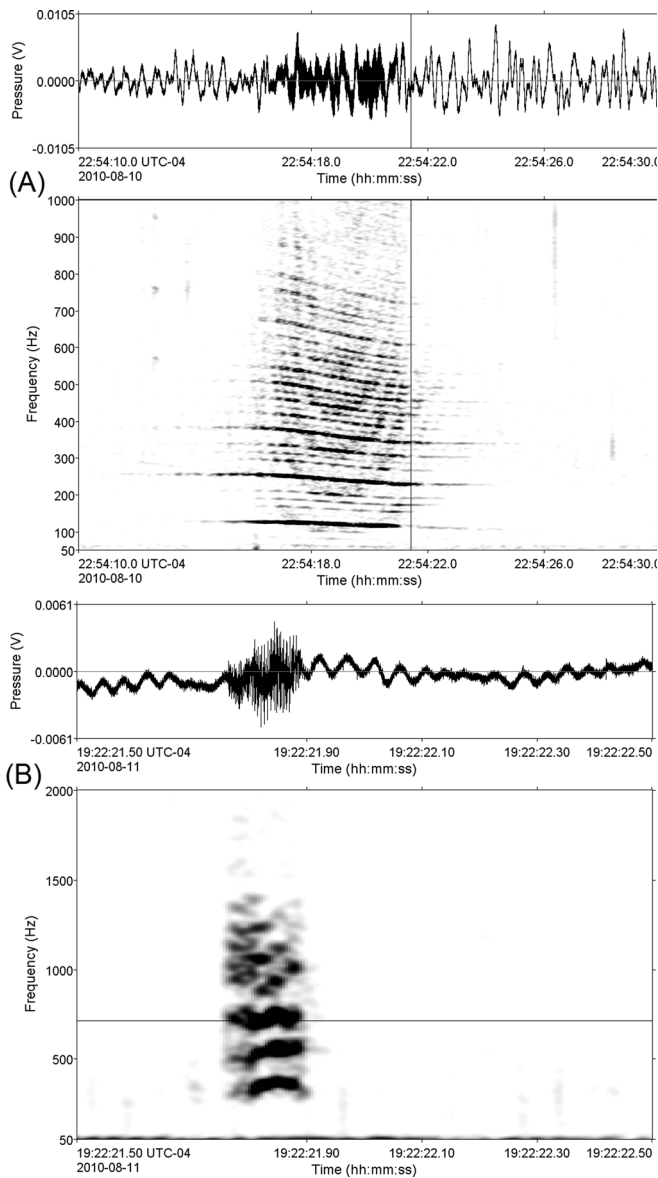 0.0105
Pressure (V)
0.0000
-0.0105
22:54:10.0 UTC-04 22:54:18.0 22:54:22.0 22:54:26.0 22:54:30.0
2010-08-10 Time (hh:mm:ss)
(A)
1000
900
800
700
600
Frequency (Hz)
500
400
300
200
100
50
22:54:10.0 UTC-04 22:54:18.0 22:54:22.0 22:54:26.0 22:54:30.0
2010-08-10 Time (hh:mm:ss)
0.0061
Pressure (V)
0.0000
-0.0061
19:22:21.50 UTC-04 19:22:21.90 19:22:22.10 19:22:22.30 19:22:22.50
2010-08-11 Time (hh:mm:ss)
(B)
2000
1500
Frequency (Hz)
1000
500
50
19:22:21.50 UTC-04 19:22:21.90 19:22:22.10 19:22:22.30 19:22:22.50
2010-08-11 Time (hh:mm:ss)